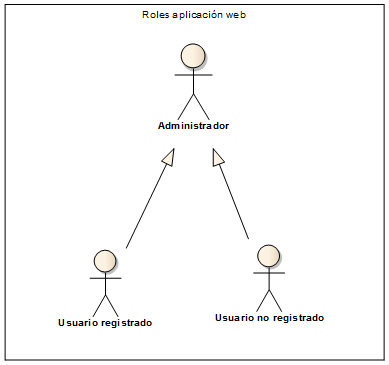 Roles aplicación web
Administrador
Usuario registrado
Usuario no registrado